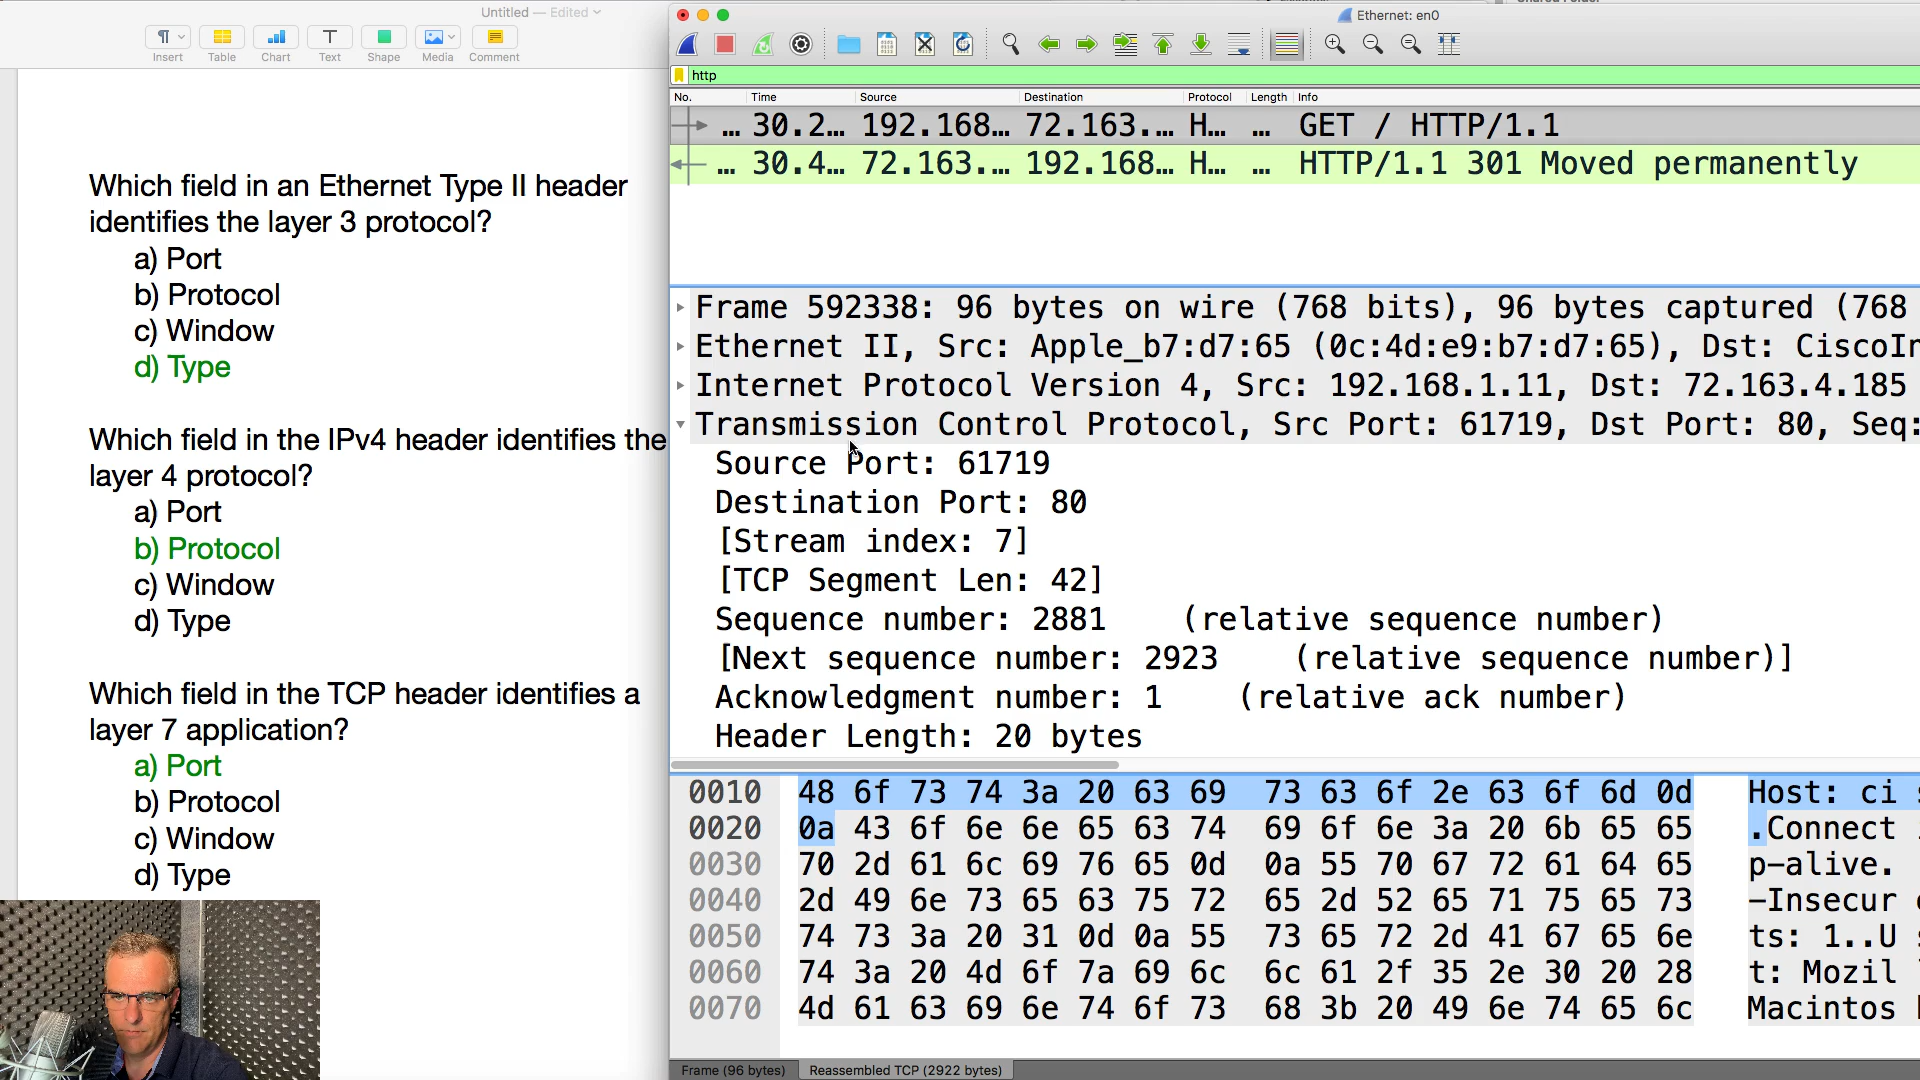 Untitled — Edited
Insert
Table
Chart
Text
Shape
Media
Comment
Which field in an Ethernet Type II header
identifies the layer 3 protocol?
a) Port
b) Protocol
c) Window
d) Type
Which field in the IPv4 header identifies the
layer 4 protocol?
a) Port
b) Protocol
c) Window
d) Type
Which field in the TCP header identifies a
layer 7 application?
a) Port
b) Protocol
c) Window
d) Type
Ethernet: en0
http
No. Time Source Destination Protocol Length Info
… 30.2… 192.168… 72.163.… H… … GET / HTTP/1.1
… 30.4… 72.163.… 192.168… H… … HTTP/1.1 301 Moved permanently
Frame 592338: 96 bytes on wire (768 bits), 96 bytes captured (768
Ethernet II, Src: Apple_b7:d7:65 (0c:4d:e9:b7:d7:65), Dst: CiscoIn
Internet Protocol Version 4, Src: 192.168.1.11, Dst: 72.163.4.185
Transmission Control Protocol, Src Port: 61719, Dst Port: 80, Seq:
Source Port: 61719
Destination Port: 80
[Stream index: 7]
[TCP Segment Len: 42]
Sequence number: 2881 (relative sequence number)
[Next sequence number: 2923 (relative sequence number)]
Acknowledgment number: 1 (relative ack number)
Header Length: 20 bytes
0010 48 6f 73 74 3a 20 63 69 73 63 6f 2e 63 6f 6d 0d Host: ci s
0020 0a 43 6f 6e 6e 65 63 74 69 6f 6e 3a 20 6b 65 65 .Connect
0030 70 2d 61 6c 69 76 65 0d 0a 55 70 67 72 61 64 65 p-alive.
0040 2d 49 6e 73 65 63 75 72 65 2d 52 65 71 75 65 73 -Insecur e
0050 74 73 3a 20 31 0d 0a 55 73 65 72 2d 41 67 65 6e ts: 1..U s
0060 74 3a 20 4d 6f 7a 69 6c 6c 61 2f 35 2e 30 20 28 t: Mozil
0070 4d 61 63 69 6e 74 6f 73 68 3b 20 49 6e 74 65 6c Macintos h
Frame (96 bytes)
Reassembled TCP (2922 bytes)